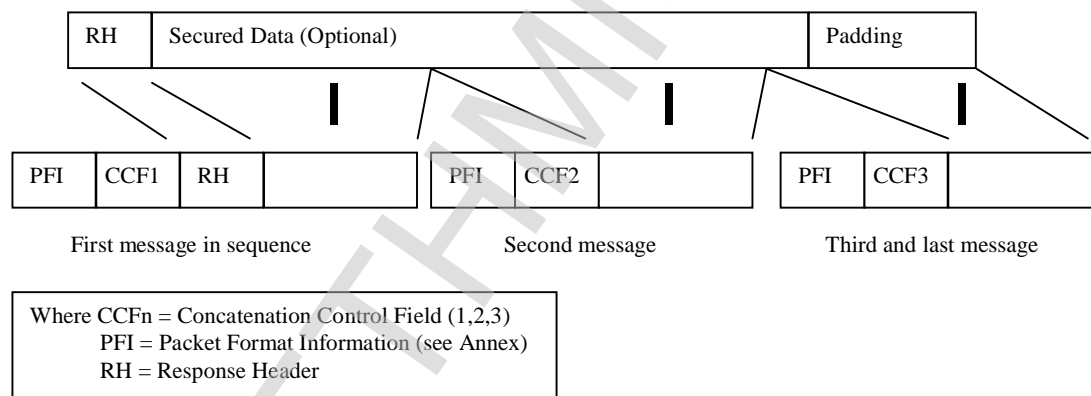 RH Secured Data (Optional) Padding
PFI CCF1 RH PFI CCF2 PFI CCF3
First message in sequence Second message Third and last message
Where CCFn = Concatenation Control Field (1,2,3)
PFI = Packet Format Information (see Annex)
RH = Response Header